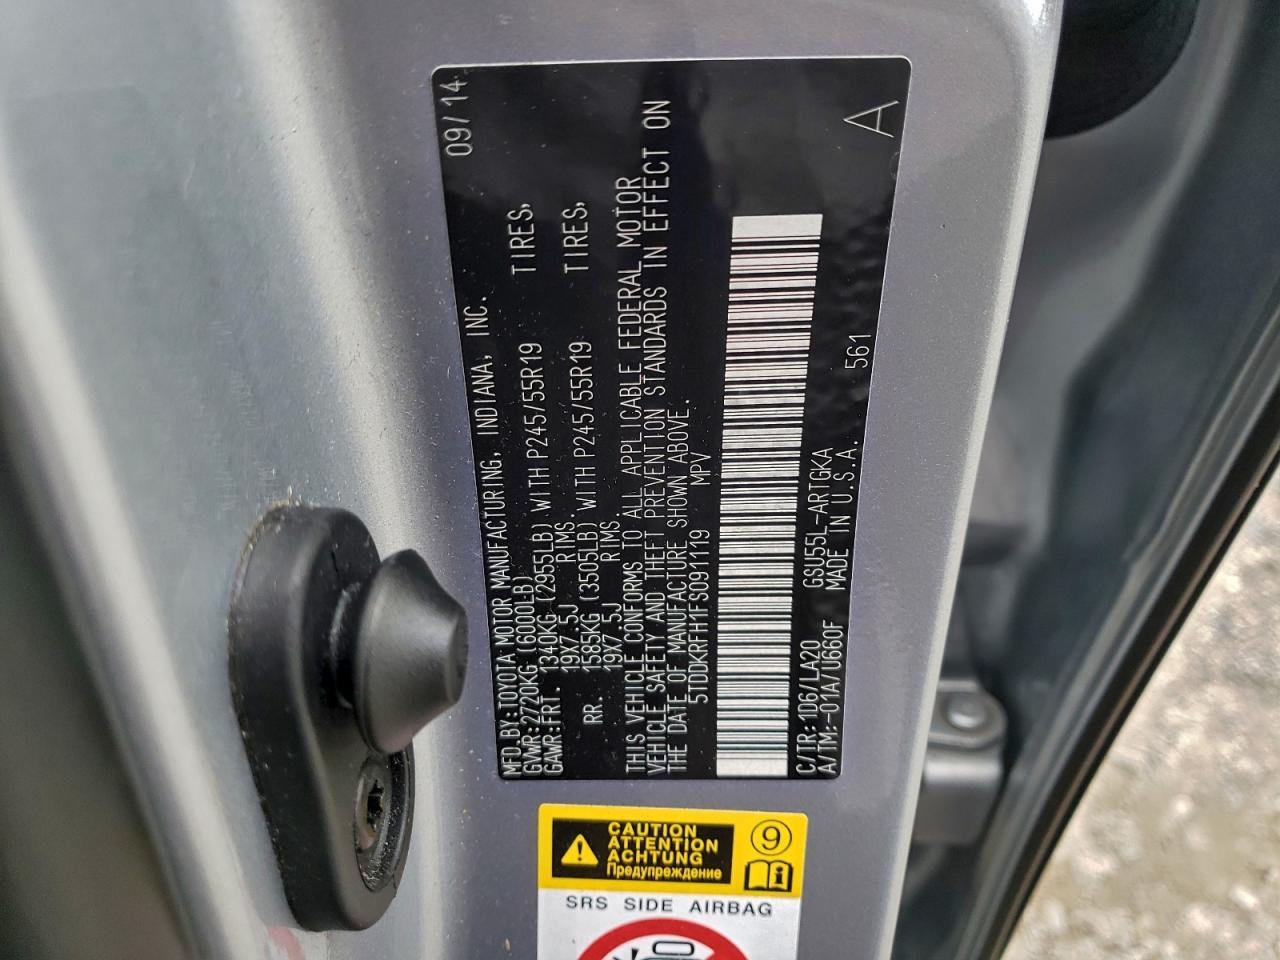 MFD.BY:TOYOTA MOTOR MANUFACTURING, INDIANA, INC. 09/14
GVWR:2720KG (6000LB)
GAWR:FRT. 1340KG (2955LB) WITH P245/55R19 TIRES,
19X7.5J RIMS.
RR. 1585KG (3505LB) WITH P245/55R19 TIRES,
19X7.5J RIMS.
THIS VEHICLE CONFORMS TO ALL APPLICABLE FEDERAL MOTOR
VEHICLE SAFETY AND THEFT PREVENTION STANDARDS IN EFFECT ON
THE DATE OF MANUFACTURE SHOWN ABOVE.
5TDDKRFH1FS091119 MPV
C/TR:1D6/LA20 GSU55L-ARTGKA 561 A
A/TM:-01A/U660F MADE IN U.S.A.
CAUTION
ATTENTION
ACHTUNG
Предупреждение
9
i
SRS SIDE AIRBAG